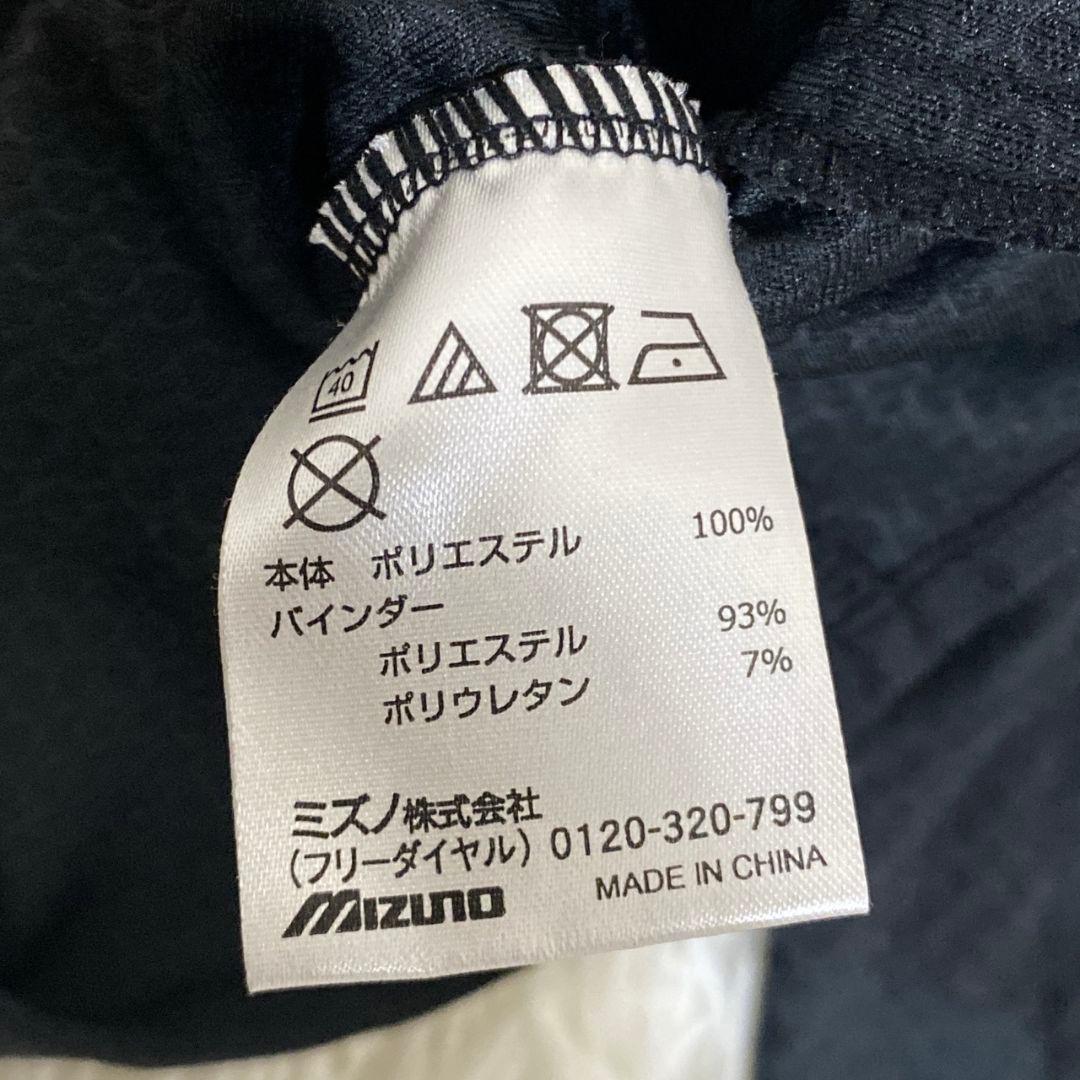 40
本体 ポリエステル 100%
バインダー
ポリエステル 93%
ポリウレタン 7%
ミズノ株式会社
(フリーダイヤル) 0120-320-799
MIZUNO MADE IN CHINA